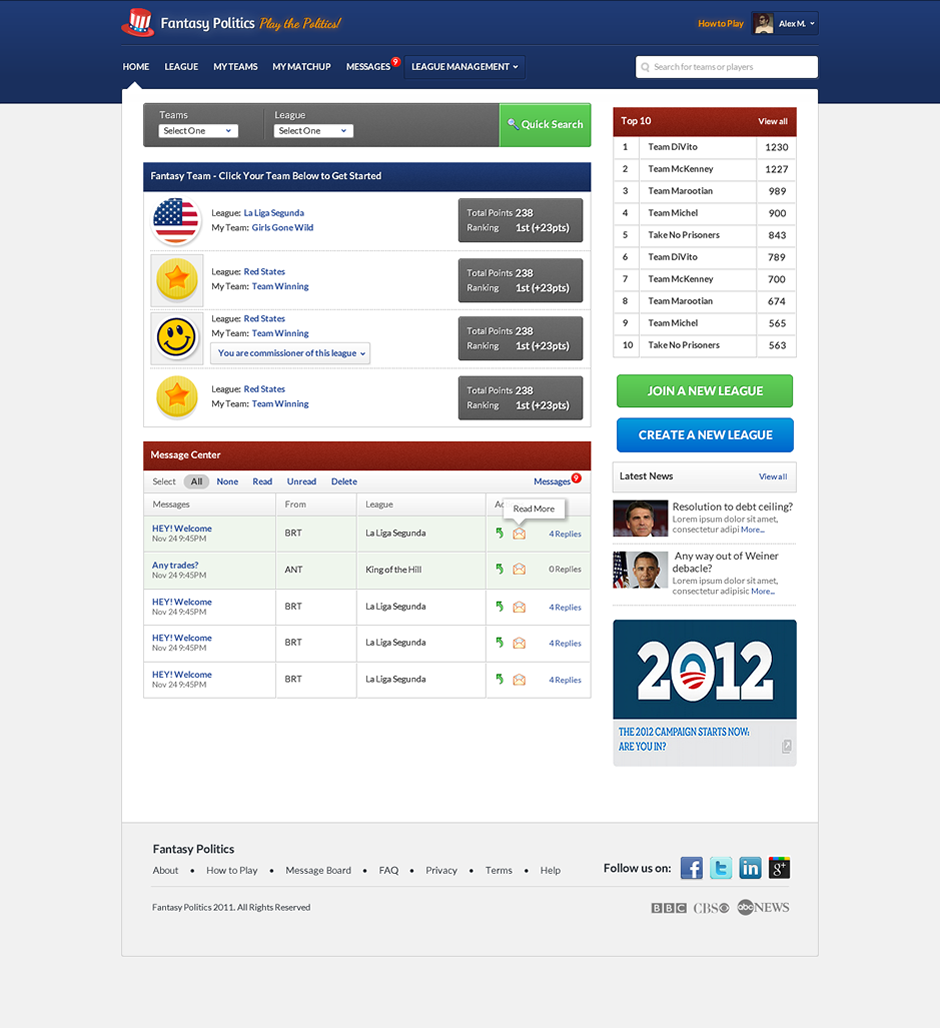 Fantasy Politics Play the Politics!
How to Play
Alex M.
HOME LEAGUE MY TEAMS MY MATCHUP MESSAGES 9 LEAGUE MANAGEMENT
Search for teams or players
Teams League
Select One Select One
Quick Search
Fantasy Team - Click Your Team Below to Get Started
League: La Liga Segunda
My Team: Girls Gone Wild
Total Points 238
Ranking 1st (+23pts)
League: Red States
My Team: Team Winning
Total Points 238
Ranking 1st (+23pts)
League: Red States
My Team: Team Winning
You are commissioner of this league
Total Points 238
Ranking 1st (+23pts)
League: Red States
My Team: Team Winning
Total Points 238
Ranking 1st (+23pts)
Message Center
Select All None Read Unread Delete Messages 9
Messages From League Ac
Read More
HEY! Welcome
Nov 24 9:45PM
BRT La Liga Segunda 4 Replies
Any trades?
Nov 24 9:45PM
ANT King of the Hill 0 Replies
HEY! Welcome
Nov 24 9:45PM
BRT La Liga Segunda 4 Replies
HEY! Welcome
Nov 24 9:45PM
BRT La Liga Segunda 4 Replies
HEY! Welcome
Nov 24 9:45PM
BRT La Liga Segunda 4 Replies
Top 10 View all
1 Team DiVito 1230
2 Team McKenney 1227
3 Team Marootian 989
4 Team Michel 900
5 Take No Prisoners 843
6 Team DiVito 789
7 Team McKenney 700
8 Team Marootian 674
9 Team Michel 565
10 Take No Prisoners 563
JOIN A NEW LEAGUE
CREATE A NEW LEAGUE
Latest News View all
Resolution to debt ceiling?
Lorem ipsum dolor sit amet,
consectetur adipi More...
Any way out of Weiner
debacle?
Lorem ipsum dolor sit amet,
consectetur adipisic More...
2012
THE 2012 CAMPAIGN STARTS NOW.
ARE YOU IN?
Fantasy Politics
About • How to Play • Message Board • FAQ • Privacy • Terms • Help
Follow us on: f t in g+
Fantasy Politics 2011. All Rights Reserved
BBC CBS abc NEWS